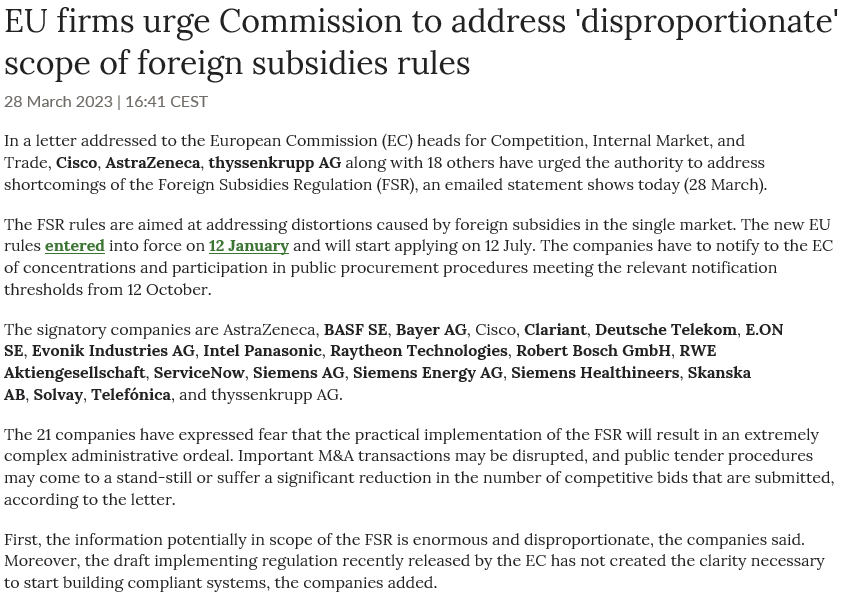 EU firms urge Commission to address 'disproportionate'
scope of foreign subsidies rules
28 March 2023 | 16:41 CEST
In a letter addressed to the European Commission (EC) heads for Competition, Internal Market, and
Trade, Cisco, AstraZeneca, thyssenkrupp AG along with 18 others have urged the authority to address
shortcomings of the Foreign Subsidies Regulation (FSR), an emailed statement shows today (28 March).
The FSR rules are aimed at addressing distortions caused by foreign subsidies in the single market. The new EU
rules entered into force on 12 January and will start applying on 12 July. The companies have to notify to the EC
of concentrations and participation in public procurement procedures meeting the relevant notification
thresholds from 12 October.
The signatory companies are AstraZeneca, BASF SE, Bayer AG, Cisco, Clariant, Deutsche Telekom, E.ON
SE, Evonik Industries AG, Intel Panasonic, Raytheon Technologies, Robert Bosch GmbH, RWE
Aktiengesellschaft, ServiceNow, Siemens AG, Siemens Energy AG, Siemens Healthineers, Skanska
AB, Solvay, Telefónica, and thyssenkrupp AG.
The 21 companies have expressed fear that the practical implementation of the FSR will result in an extremely
complex administrative ordeal. Important M&A transactions may be disrupted, and public tender procedures
may come to a stand-still or suffer a significant reduction in the number of competitive bids that are submitted,
according to the letter.
First, the information potentially in scope of the FSR is enormous and disproportionate, the companies said.
Moreover, the draft implementing regulation recently released by the EC has not created the clarity necessary
to start building compliant systems, the companies added.